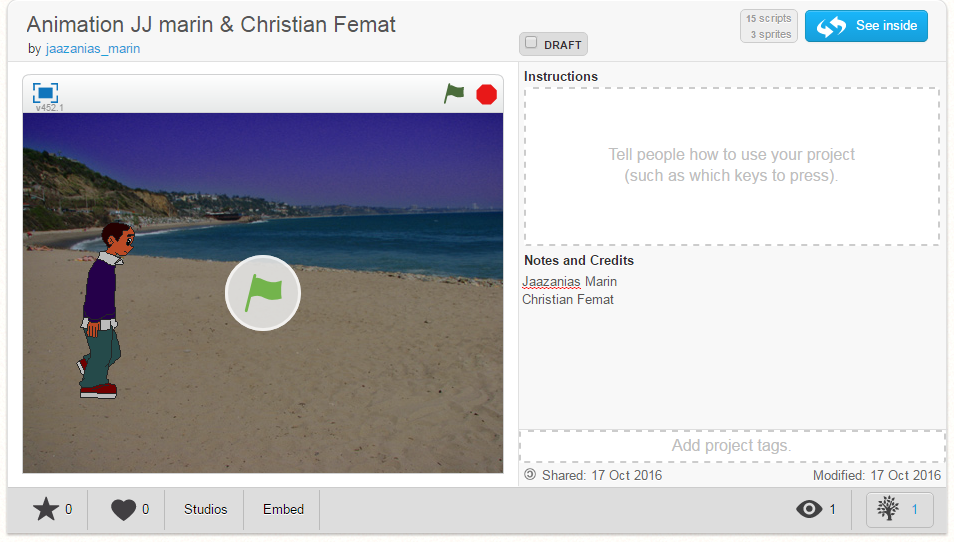 Animation JJ marin & Christian Femat
by jaazanias_marin
DRAFT
15 scripts
3 sprites
See inside
v452.1
Instructions
Tell people how to use your project
(such as which keys to press).
Notes and Credits
Jaazanias Marin
Christian Femat
Add project tags.
Shared: 17 Oct 2016 Modified: 17 Oct 2016
0 0 Studios Embed 1 1